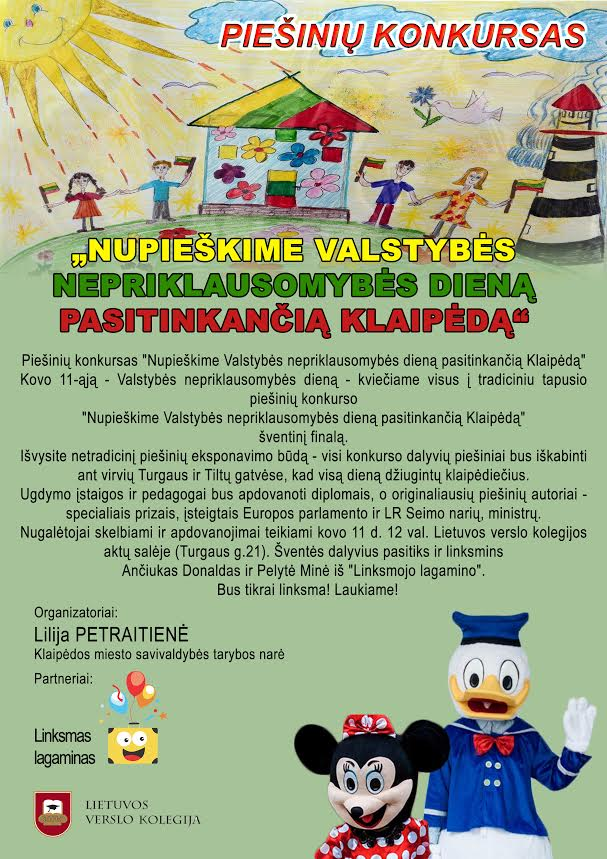 PIEŠINIŲ KONKURSAS
„NUPIEŠKIME VALSTYBĖS
NEPRIKLAUSOMYBĖS DIENĄ
PASITINKANČIĄ KLAIPĖDĄ“
Piešinių konkursas "Nupieškime Valstybės nepriklausomybės dieną pasitinkančią Klaipėdą"
Kovo 11-ąją - Valstybės nepriklausomybės dieną - kviečiame visus į tradiciniu tapusio
piešinių konkurso
"Nupieškime Valstybės nepriklausomybės dieną pasitinkančią Klaipėdą"
šventinį finalą.
Išvysite netradicinį piešinių eksponavimo būdą - visi konkurso dalyvių piešiniai bus iškabinti
ant virvių Turgaus ir Tiltų gatvėse, kad visą dieną džiugintų klaipėdiečius.
Ugdymo įstaigos ir pedagogai bus apdovanoti diplomais, o originaliausių piešinių autoriai -
specialiais prizais, įsteigtais Europos parlamento ir LR Seimo narių, ministrų.
Nugalėtojai skelbiami ir apdovanojimai teikiami kovo 11 d. 12 val. Lietuvos verslo kolegijos
aktų salėje (Turgaus g.21). Šventės dalyvius pasitiks ir linksmins
Ančiukas Donaldas ir Pelytė Minė iš "Linksmojo lagamino".
Bus tikrai linksma! Laukiame!
Organizatoriai:
Lilija PETRAITIENĖ
Klaipėdos miesto savivaldybės tarybos narė
Partneriai:
Linksmas
lagaminas
LIETUVOS
VERSLO KOLEGIJA